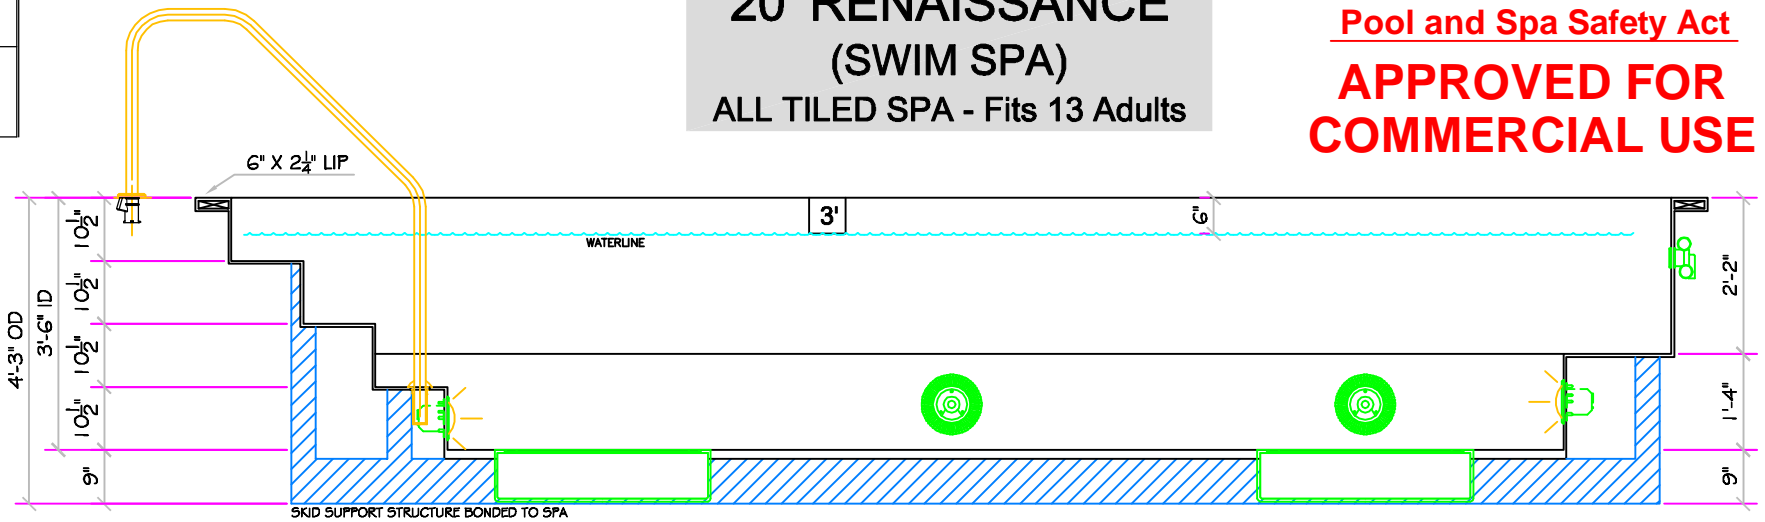 20' RENAISSANCE
(SWIM SPA)
ALL TILED SPA - Fits 13 Adults
Pool and Spa Safety Act
APPROVED FOR
COMMERCIAL USE
6" X 2¼" LIP
3'
6"
WATERLINE
4'-3" OD
3'-6" ID
10½"
10½"
10½"
10½"
9"
2'-2"
1'-4"
9"
SKID SUPPORT STRUCTURE BONDED TO SPA